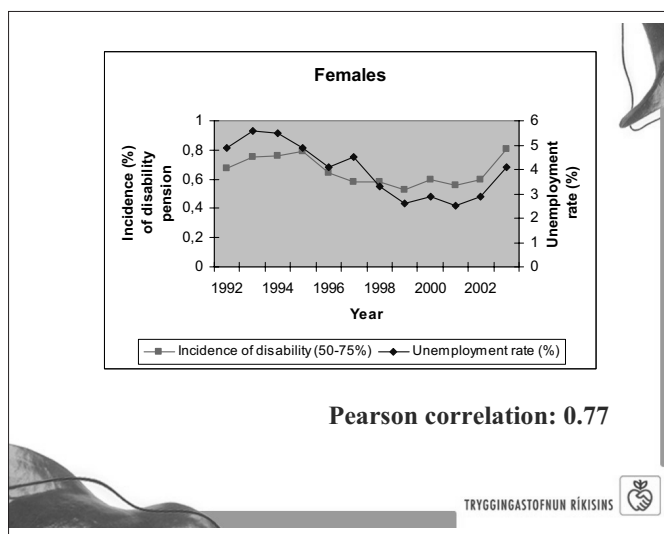 Females
Incidence (%)
of disability
pension
1
0,8
0,6
0,4
0,2
0
6
5
4
3
2
1
0
Unemployment
rate (%)
1992 1994 1996 1998 2000 2002
Year
Incidence of disability (50-75%) Unemployment rate (%)
Pearson correlation: 0.77
TRYGGINGASTOFNUN RÍKISINS